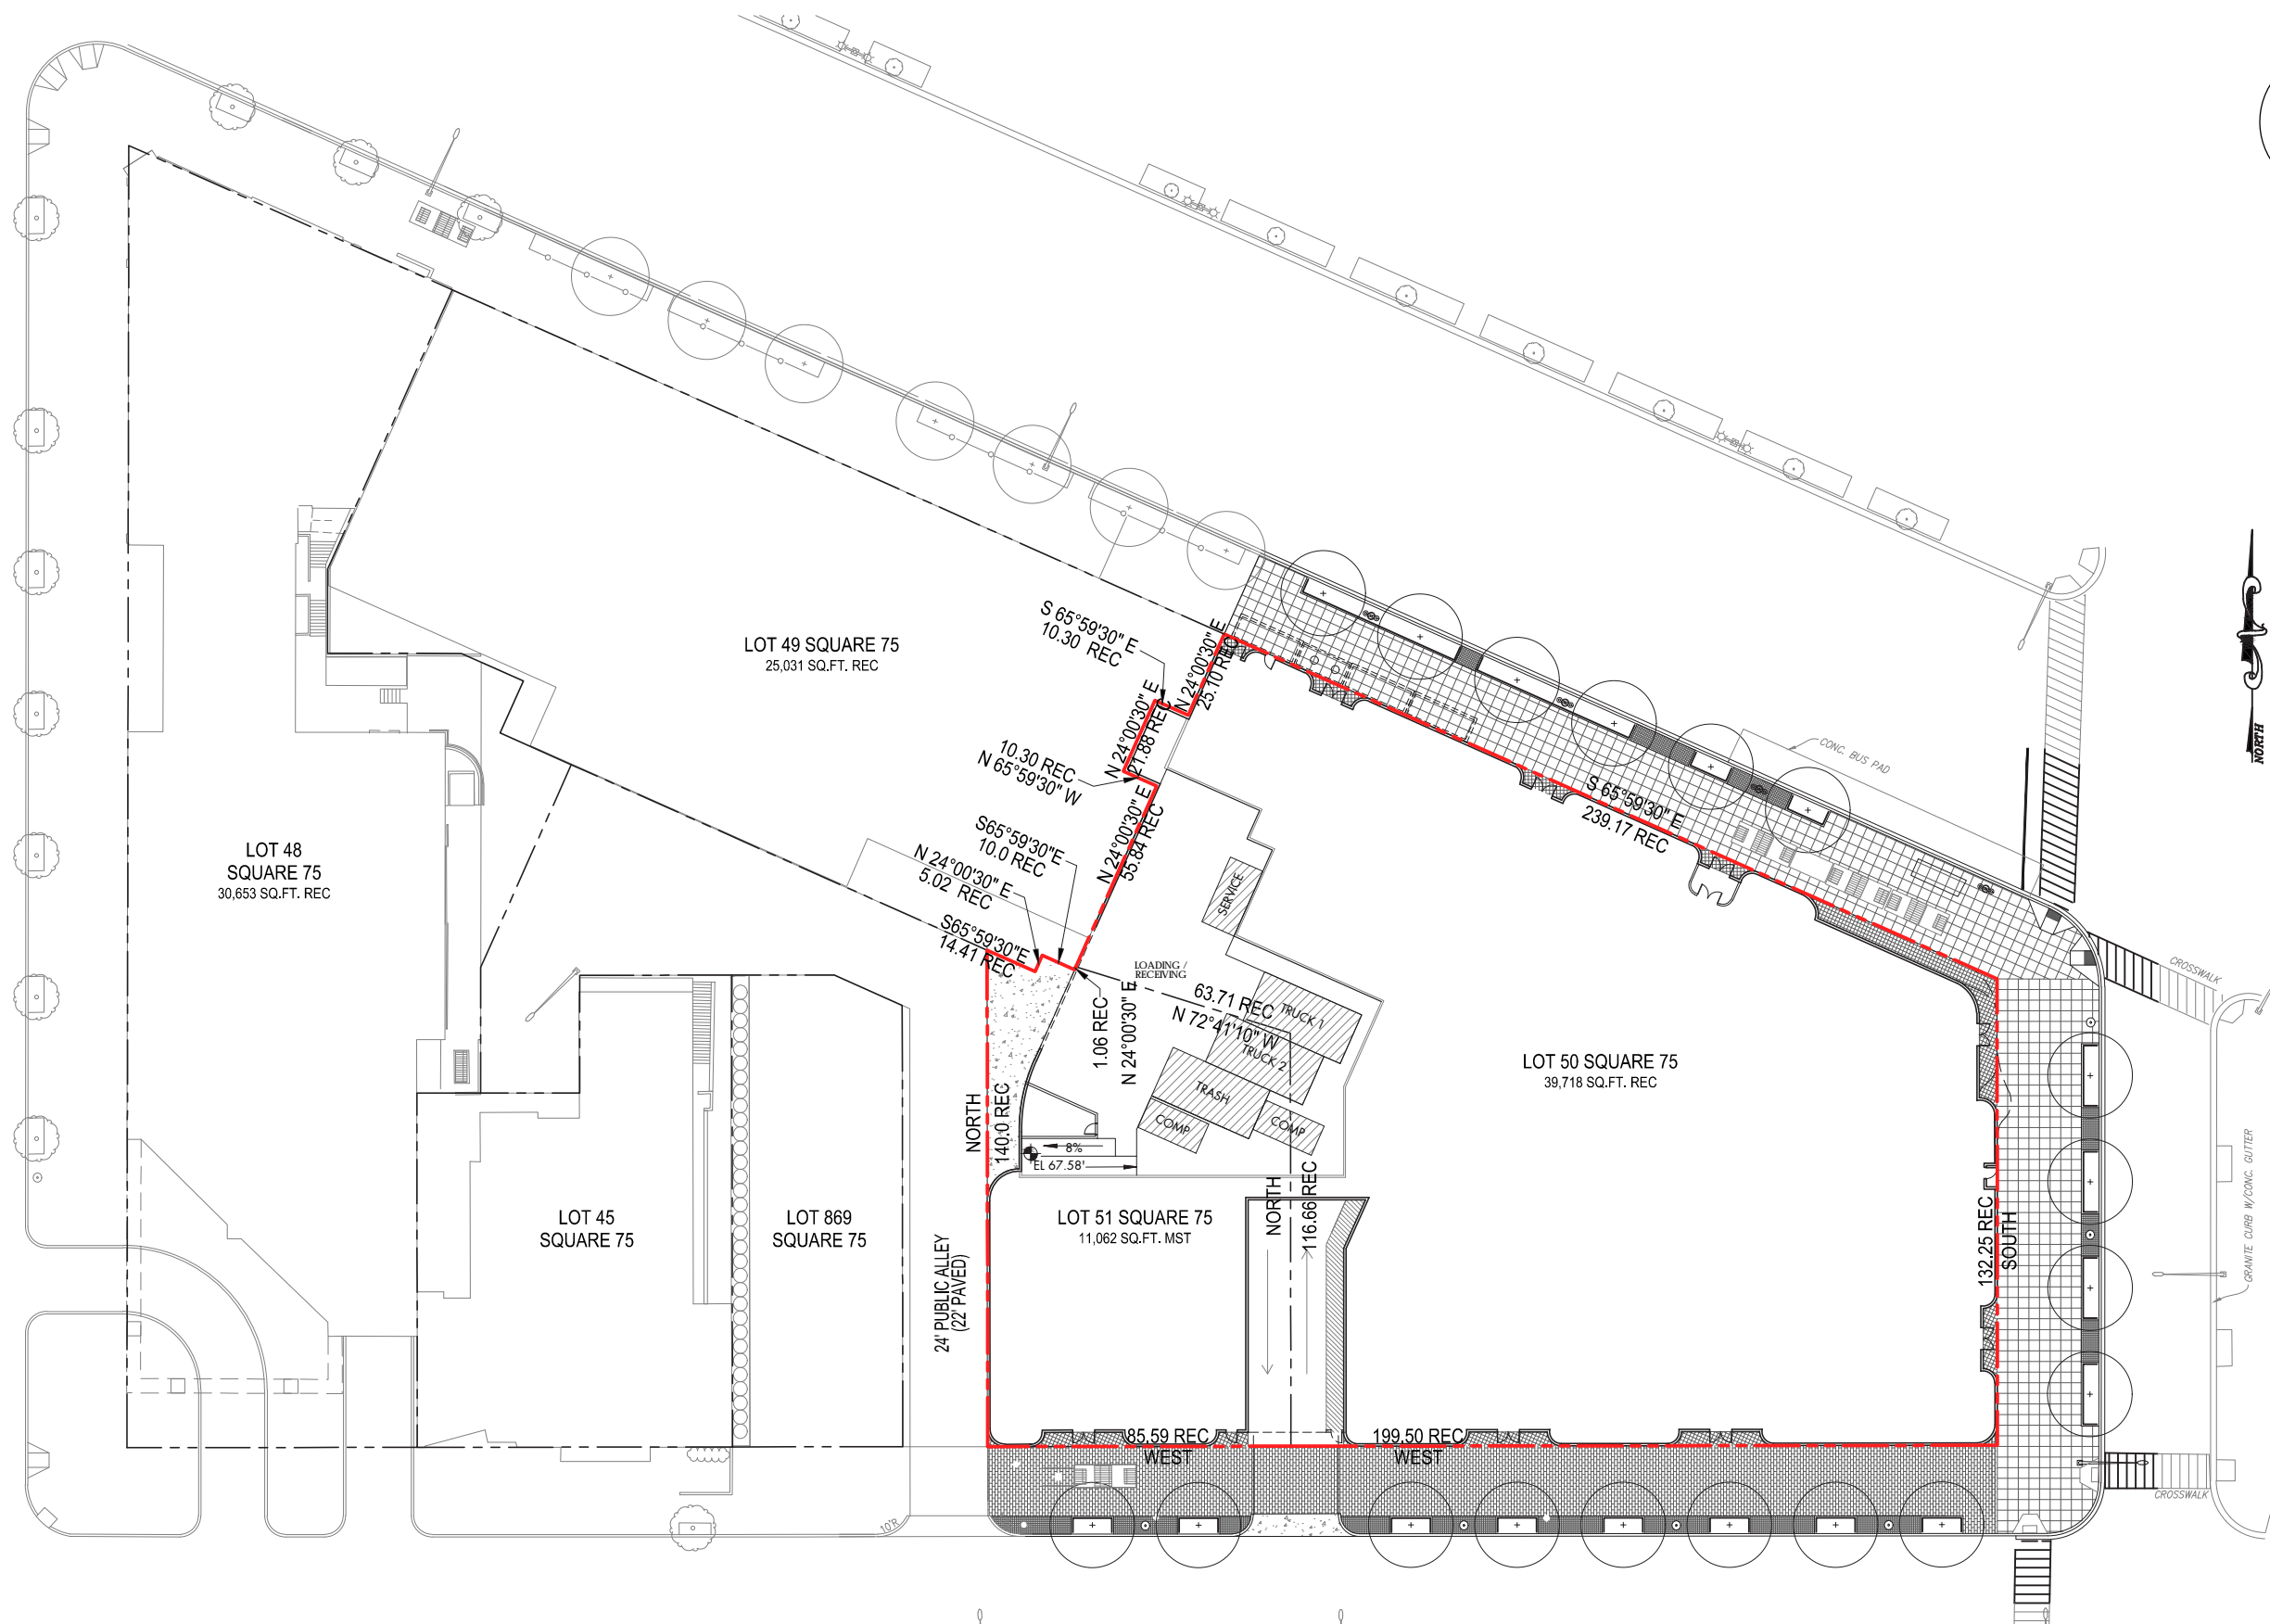 S 65°59'30" E
10.30 REC
N 24°00'30" E
25.10 REC
LOT 49 SQUARE 75
25,031 SQ.FT. REC
N 24°00'30" E
21.88 REC
NORTH
10.30 REC
N 65°59'30" W
CONC. BUS PAD
S 65°59'30" E
239.17 REC
N 24°00'30" E
55.84 REC
S65°59'30"E
10.0 REC
N 24°00'30" E
5.02 REC
LOT 48
SQUARE 75
30,653 SQ.FT. REC
SERVICE
S65°59'30"E
14.41 REC
LOADING /
RECEIVING
CROSSWALK
63.71 REC
N 72°41'10" W
TRUCK 1
TRUCK 2
1.06 REC
N 24°00'30" E
LOT 50 SQUARE 75
39,718 SQ.FT. REC
TRASH
COMP
COMP
NORTH
140.0 REC
8%
EL 67.58'
LOT 45
SQUARE 75
LOT 869
SQUARE 75
LOT 51 SQUARE 75
11,062 SQ.FT. MST
NORTH
116.66 REC
132.25 REC
SOUTH
GRANITE CURB W/CONC. GUTTER
24' PUBLIC ALLEY
(22' PAVED)
85.59 REC
WEST
199.50 REC
WEST
CROSSWALK
10'R